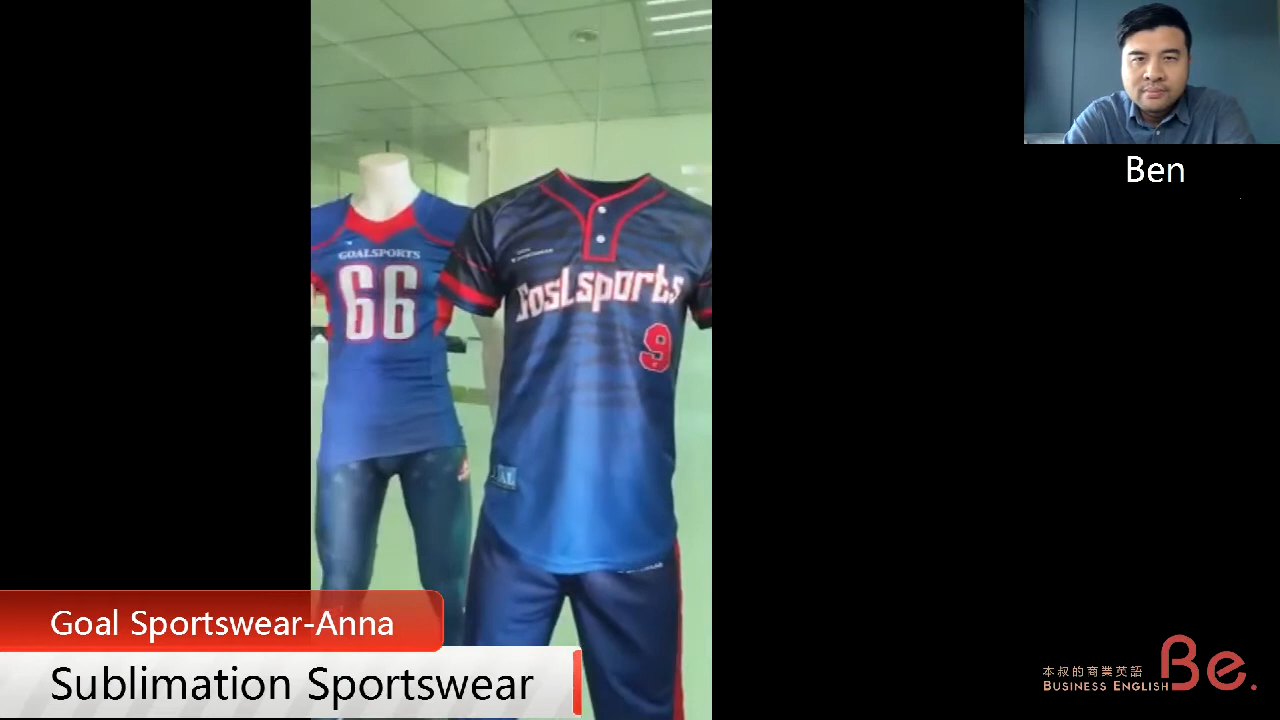 Ben
GOALSPORTS
66
Goalsports
9
Goal Sportswear-Anna
Sublimation Sportswear
本叔的商業英語
BUSINESS ENGLISH
Be.